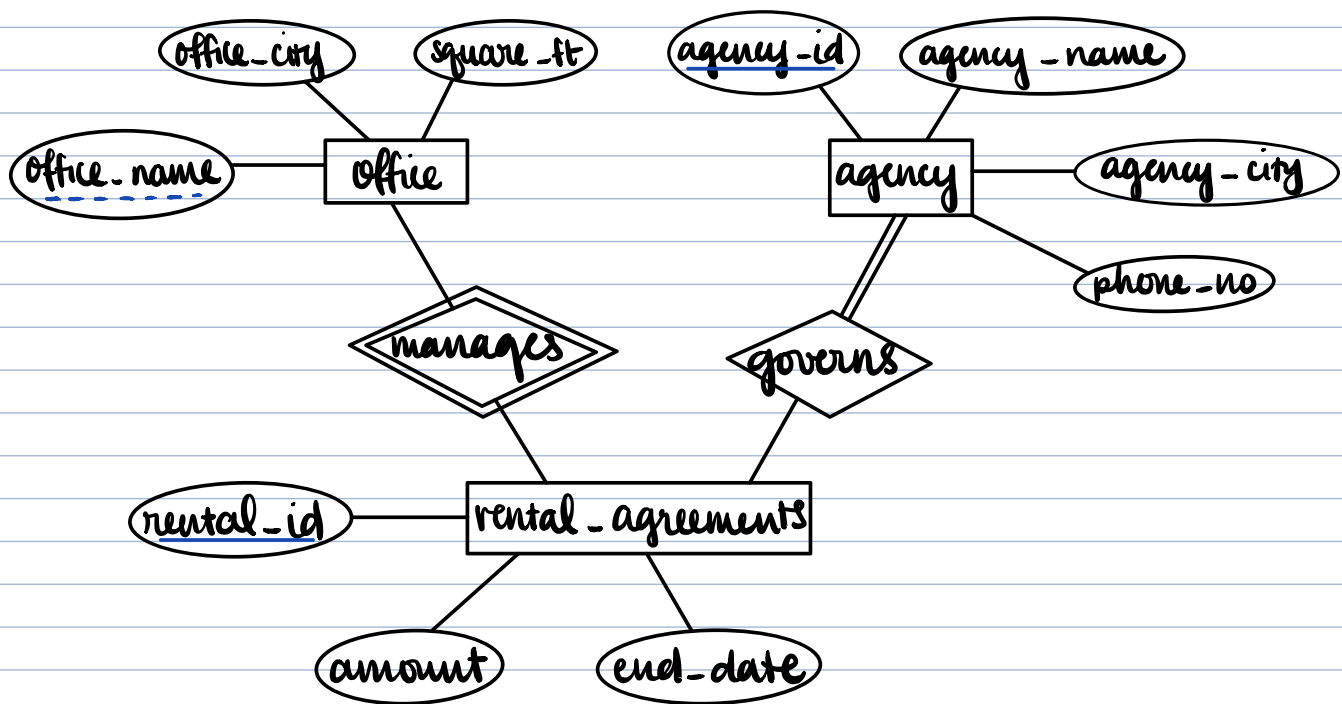 office_city
square_ft
agency_id
agency_name
office_name
office
agency
agency_city
phone_no
manages
governs
rental_id
rental_agreements
amount
end_date